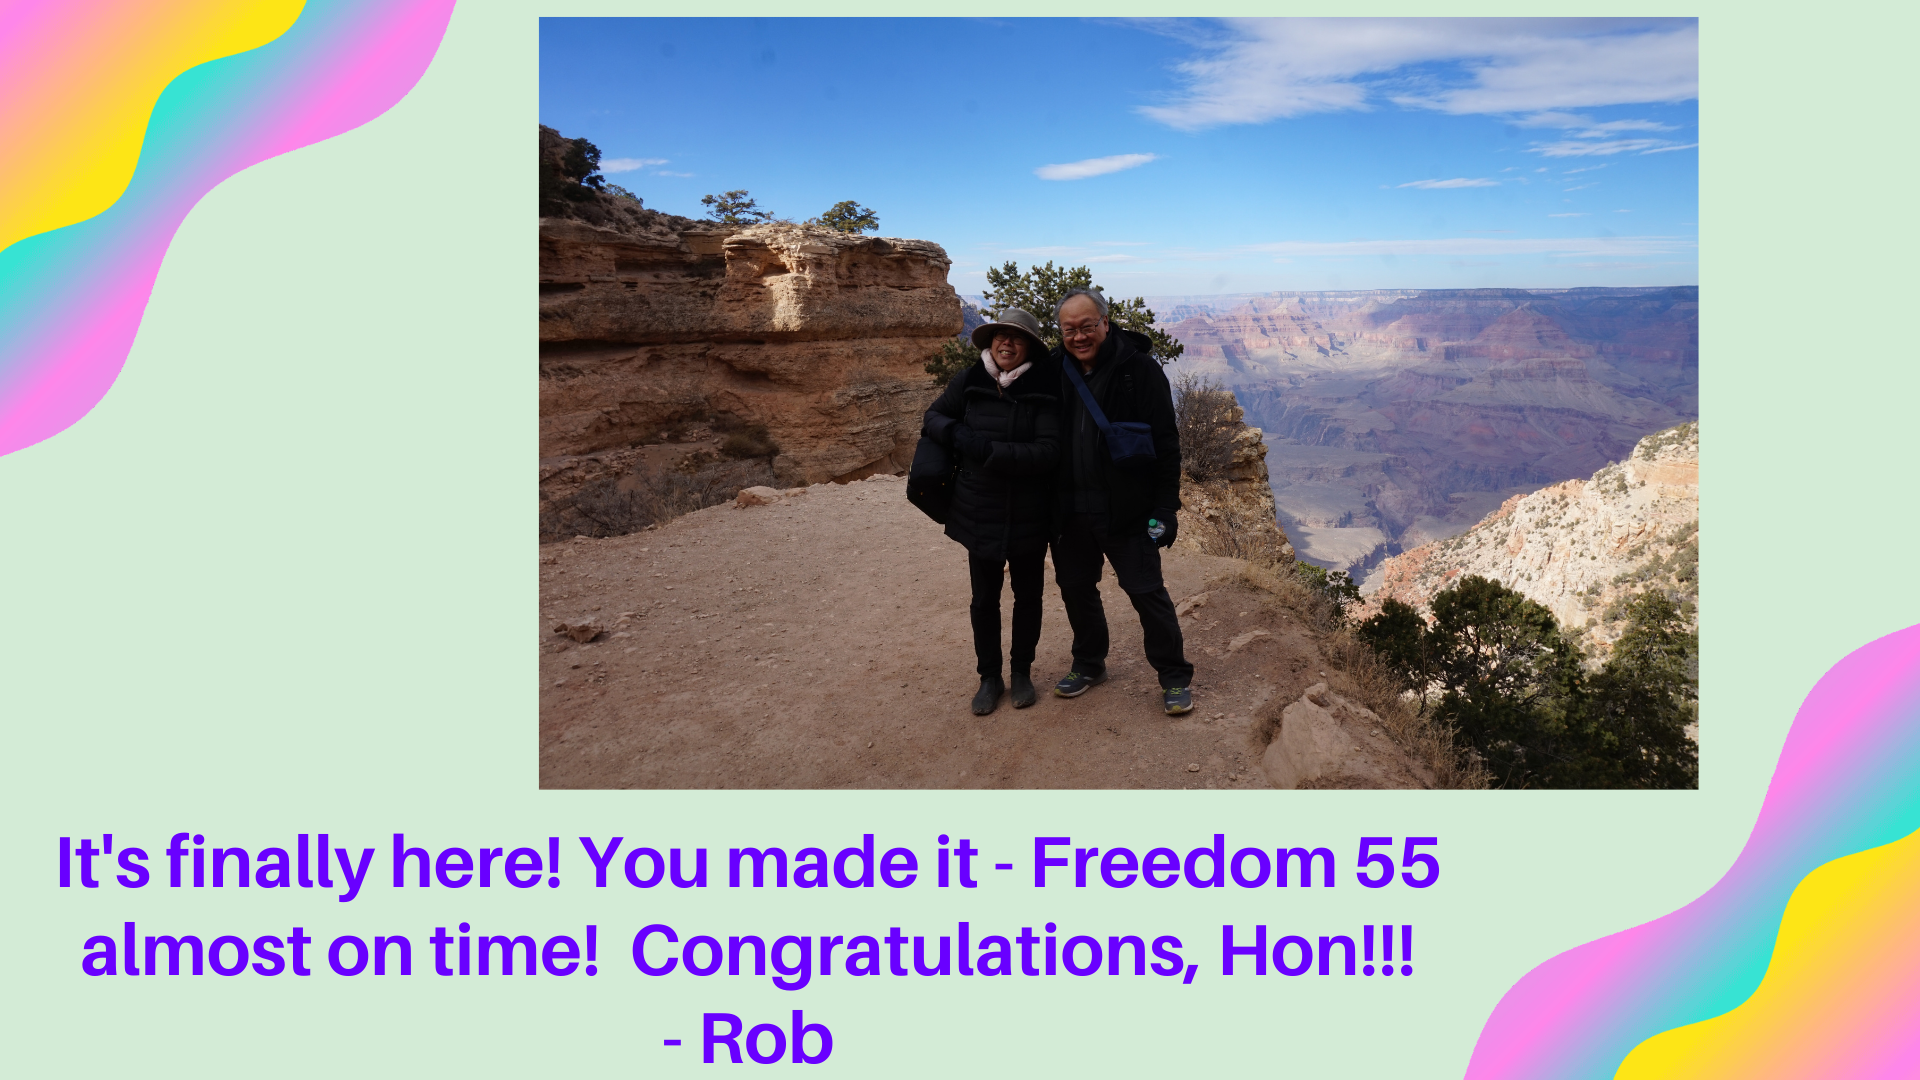 It's finally here! You made it - Freedom 55
almost on time!  Congratulations, Hon!!!
- Rob